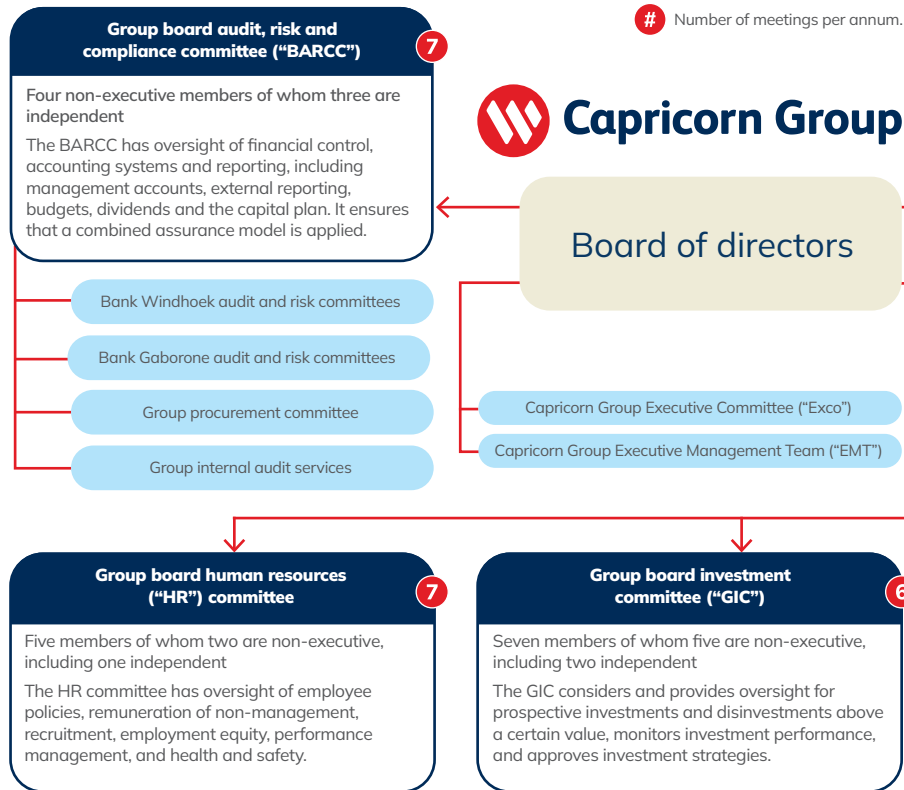 Group board audit, risk and
compliance committee (“BARCC”)
7
Four non-executive members of whom three are
independent
The BARCC has oversight of financial control,
accounting systems and reporting, including
management accounts, external reporting,
budgets, dividends and the capital plan. It ensures
that a combined assurance model is applied.
# Number of meetings per annum.
Capricorn Group
Board of directors
Bank Windhoek audit and risk committees
Bank Gaborone audit and risk committees
Group procurement committee
Group internal audit services
Capricorn Group Executive Committee (“Exco”)
Capricorn Group Executive Management Team (“EMT”)
Group board human resources
(“HR”) committee
7
Five members of whom two are non-executive,
including one independent
The HR committee has oversight of employee
policies, remuneration of non-management,
recruitment, employment equity, performance
management, and health and safety.
Group board investment
committee (“GIC”)
6
Seven members of whom five are non-executive,
including two independent
The GIC considers and provides oversight for
prospective investments and disinvestments above
a certain value, monitors investment performance,
and approves investment strategies.